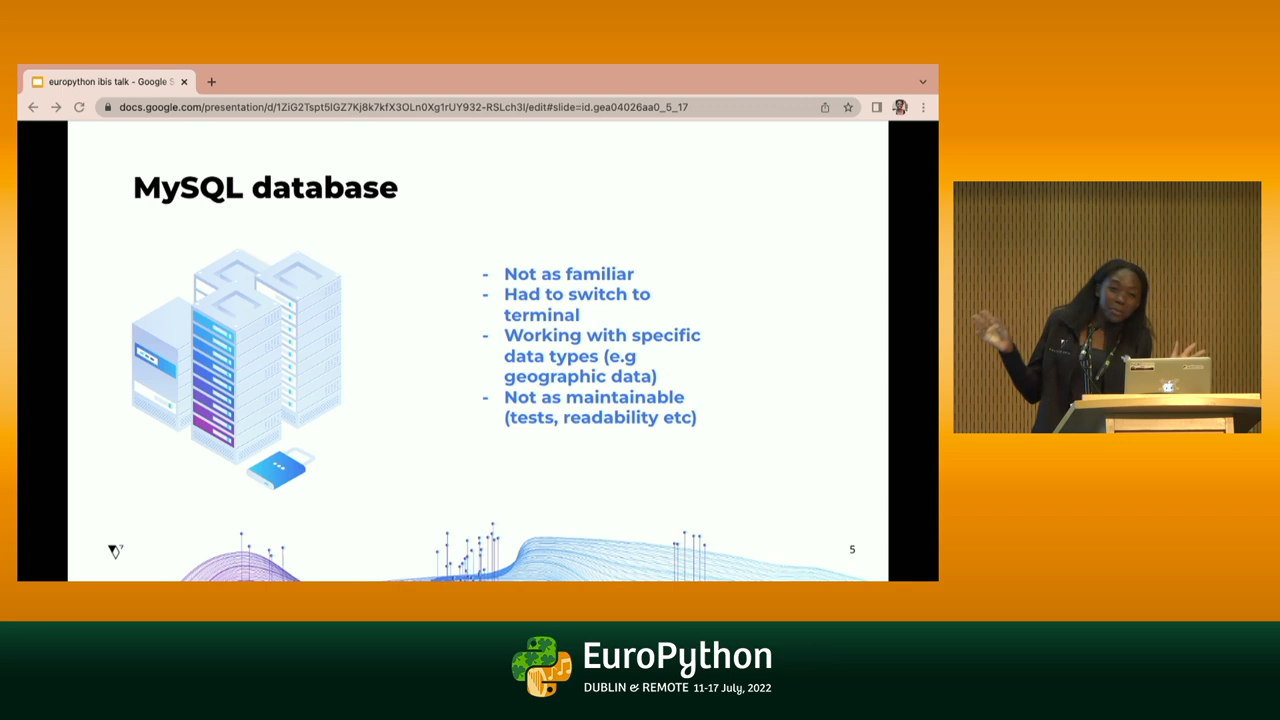 europython ibis talk - Google S
docs.google.com/presentation/d/1ZiG2Tspt5lGZ7Kj8k7kfX3OLn0Xg1rUY932-RSLch3I/edit#slide=id.gea04026aa0_5_17
MySQL database
- Not as familiar
- Had to switch to
terminal
- Working with specific
data types (e.g
geographic data)
- Not as maintainable
(tests, readability etc)
5
EuroPython
DUBLIN & REMOTE 11-17 July, 2022